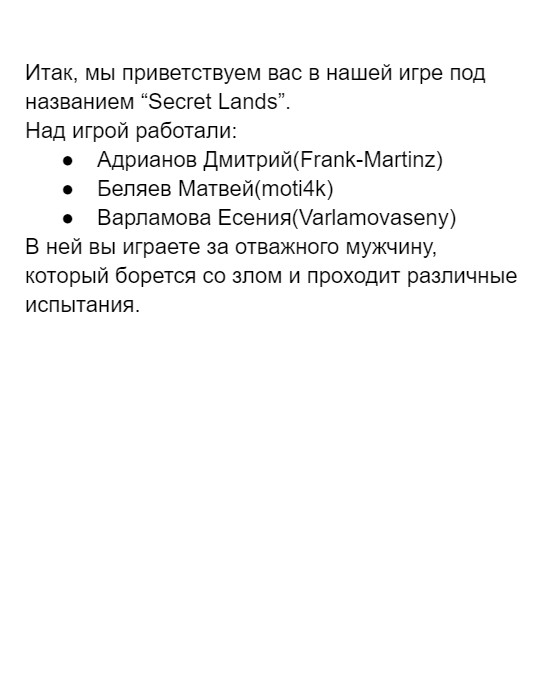 Итак, мы приветствуем вас в нашей игре под
названием “Secret Lands”.
Над игрой работали:
● Адрианов Дмитрий(Frank-Martinz)
● Беляев Матвей(moti4k)
● Варламова Есения(Varlamovaseny)
В ней вы играете за отважного мужчину,
который борется со злом и проходит различные
испытания.